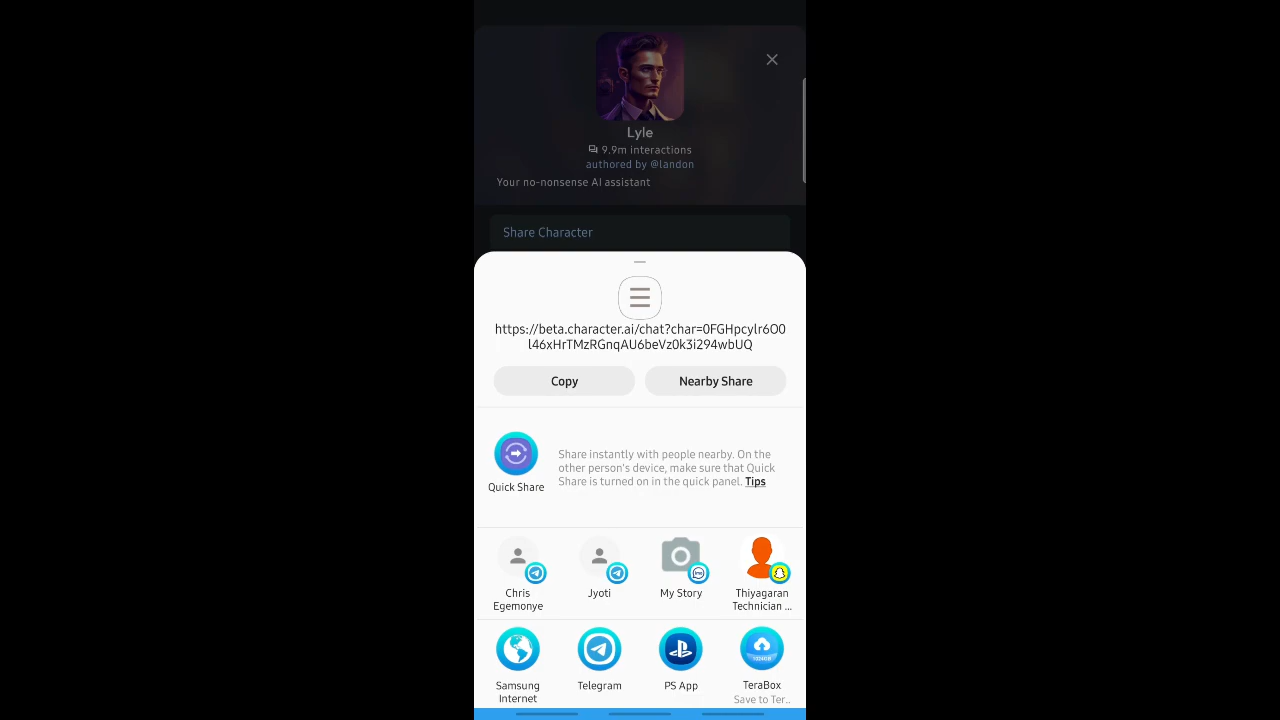 Lyle
9.9m interactions
authored by @landon
Your no-nonsense AI assistant
Share Character
https://beta.character.ai/chat?char=0FGHpcylr6O0
l46xHrTMzRGnqAU6beVz0k3i294wbUQ
Copy
Nearby Share
Share instantly with people nearby. On the
other person's device, make sure that Quick
Share is turned on in the quick panel. Tips
Quick Share
Chris
Egemonye
Jyoti
My Story
Thiyagaran
Technician ...
Samsung
Internet
Telegram
PS App
TeraBox
Save to Ter..